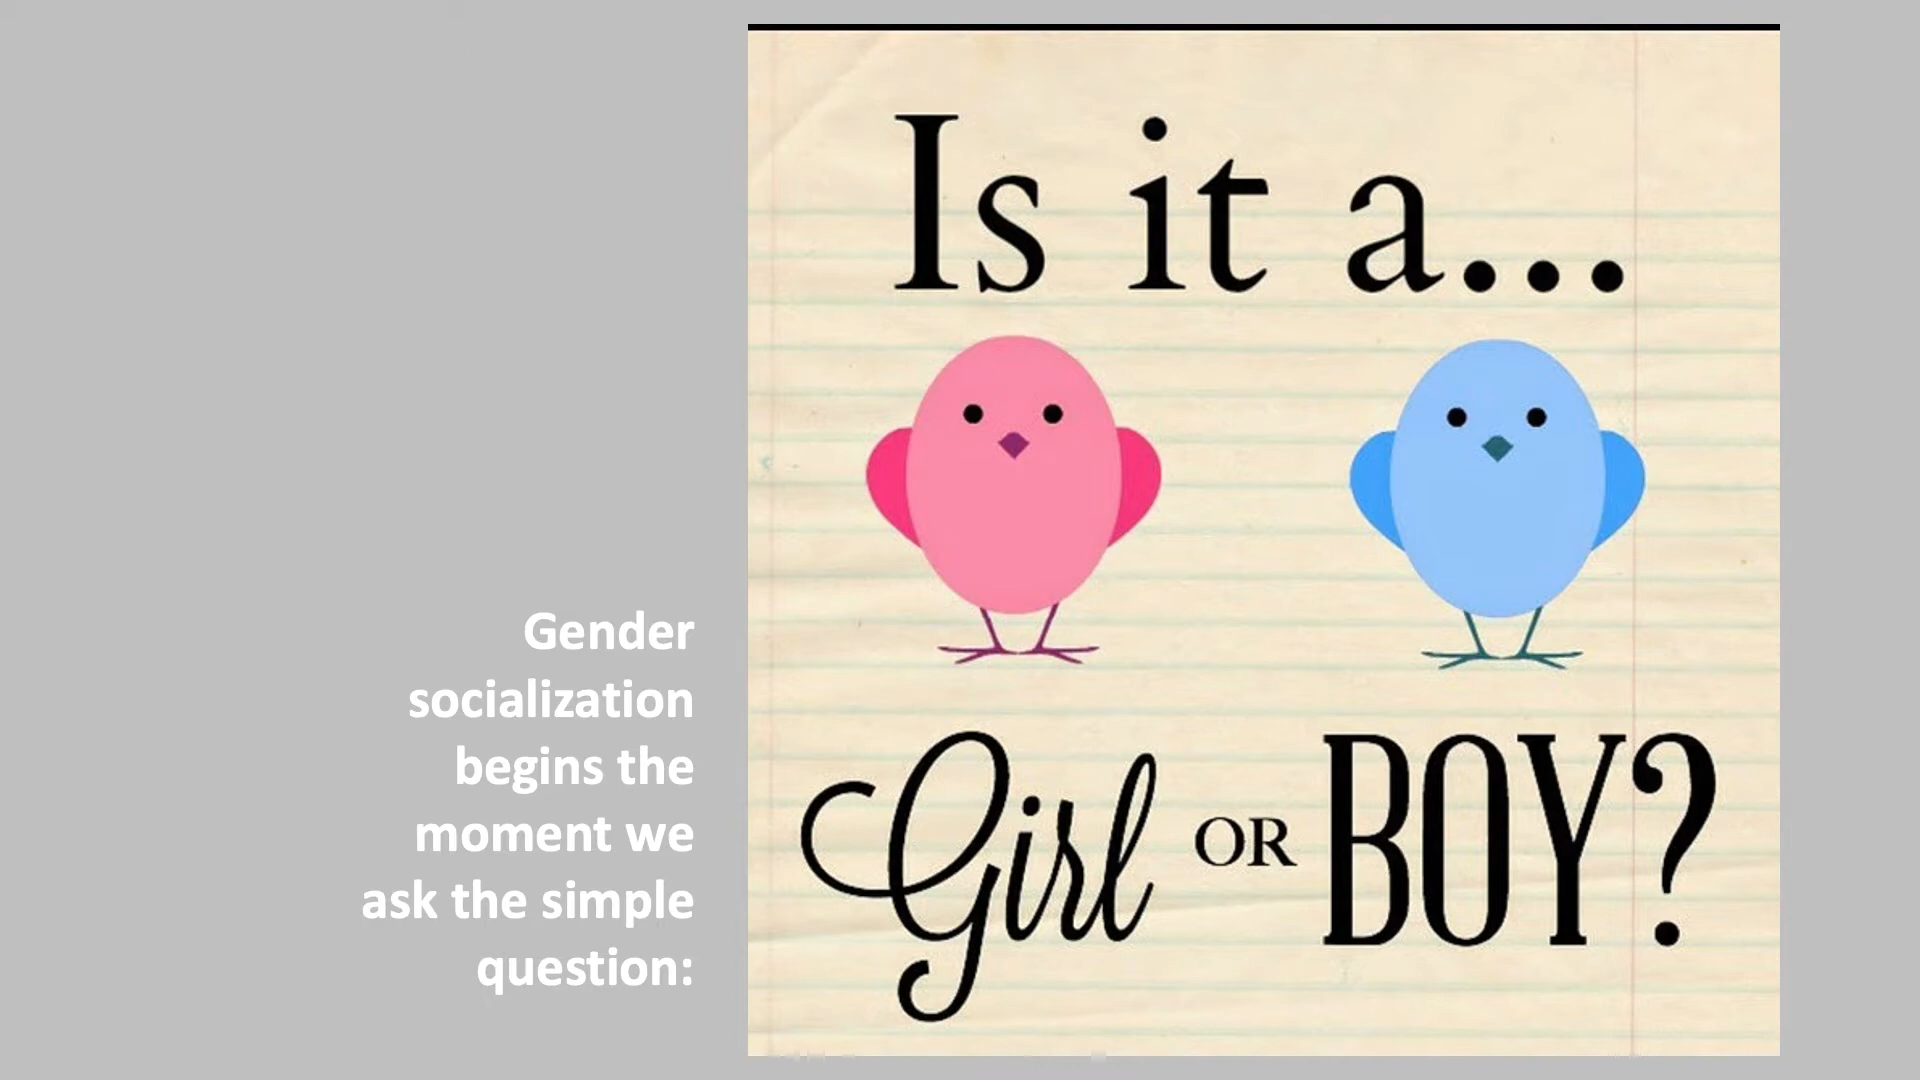 Gender
socialization
begins the
moment we
ask the simple
question:
Is it a...
Girl OR BOY?